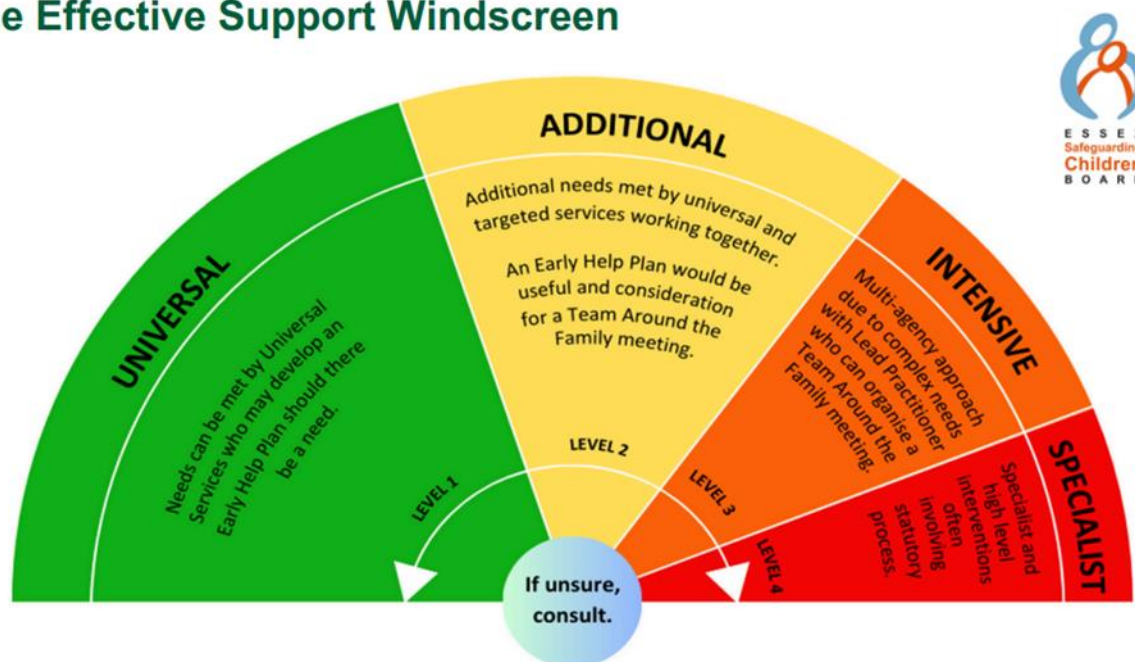 e Effective Support Windscreen
ESSE
Safeguardin
Children
BOAR
UNIVERSAL
Needs can be met by Universal
Services who may develop an
Early Help Plan should there
be a need.
LEVEL 1
ADDITIONAL
Additional needs met by universal and
targeted services working together.
An Early Help Plan would be
useful and consideration
for a Team Around the
Family meeting.
LEVEL 2
INTENSIVE
Multi-agency approach
due to complex needs
with Lead Practitioner
who can organise a
Team Around the
Family meeting.
LEVEL 3
SPECIALIST
Specialist and
high level
interventions
often
involving
statutory
process.
LEVEL 4
If unsure,
consult.